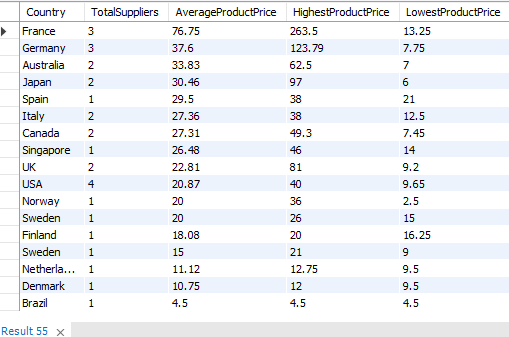 Country TotalSuppliers AverageProductPrice HighestProductPrice LowestProductPrice
France 3 76.75 263.5 13.25
Germany 3 37.6 123.79 7.75
Australia 2 33.83 62.5 7
Japan 2 30.46 97 6
Spain 1 29.5 38 21
Italy 2 27.36 38 12.5
Canada 2 27.31 49.3 7.45
Singapore 1 26.48 46 14
UK 2 22.81 81 9.2
USA 4 20.87 40 9.65
Norway 1 20 36 2.5
Sweden 1 20 26 15
Finland 1 18.08 20 16.25
Sweden 1 15 21 9
Netherla... 1 11.12 12.75 9.5
Denmark 1 10.75 12 9.5
Brazil 1 4.5 4.5 4.5
Result 55 ×